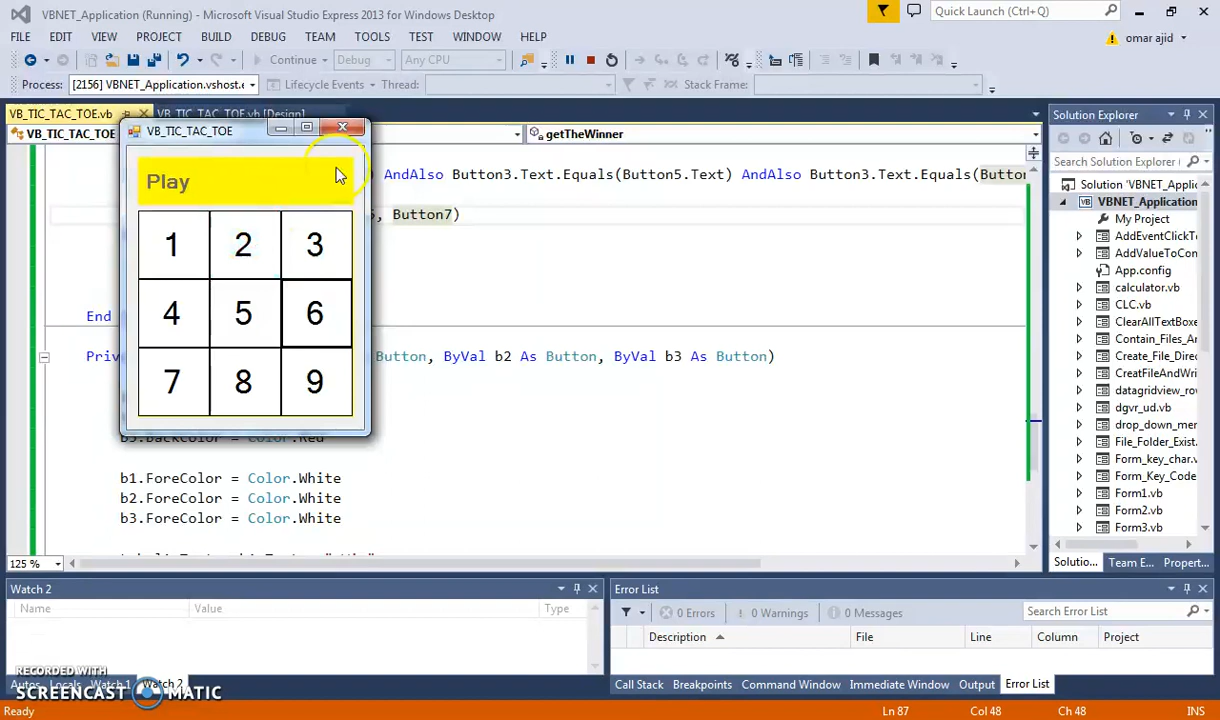 VBNET_Application (Running) - Microsoft Visual Studio Express 2013 for Windows Desktop
Quick Launch (Ctrl+Q)
FILE EDIT VIEW PROJECT BUILD DEBUG TEAM TOOLS TEST WINDOW HELP
omar ajid
Continue Debug Any CPU
Process: [2156] VBNET_Application.vshost.e Lifecycle Events Thread: Stack Frame:
VB_TIC_TAC_TOE.vb VB_TIC_TAC_TOE.vb [Design]
VB_TIC_TAC_TOE getTheWinner
VB_TIC_TAC_TOE
Play
1 2 3
4 5 6
7 8 9
) AndAlso Button3.Text.Equals(Button5.Text) AndAlso Button3.Text.Equals(Button
, Button7)
End
Priv Button, ByVal b2 As Button, ByVal b3 As Button)
b3.BackColor = Color.Red
b1.ForeColor = Color.White
b2.ForeColor = Color.White
b3.ForeColor = Color.White
125 %
Solution Explorer
Search Solution Explorer (
Solution 'VBNET_Applic
VBNET_Application
My Project
AddEventClickT
AddValueToCon
App.config
calculator.vb
CLC.vb
ClearAllTextBoxe
Contain_Files_An
Create_File_Direc
CreatFileAndWri
datagridview_row
dgvr_ud.vb
drop_down_mer
File_Folder_Exist.
Form_key_char.v
Form_Key_Code
Form1.vb
Form2.vb
Form3.vb
Solutio... Team E... Propert...
Watch 2
Name Value Type
Autos Locals Watch 1 Watch 2
Error List
0 Errors 0 Warnings 0 Messages
Search Error List
Description File Line Column Project
Call Stack Breakpoints Command Window Immediate Window Output Error List
RECORDED WITH
SCREENCAST MATIC
Ready Ln 87 Col 48 Ch 48 INS